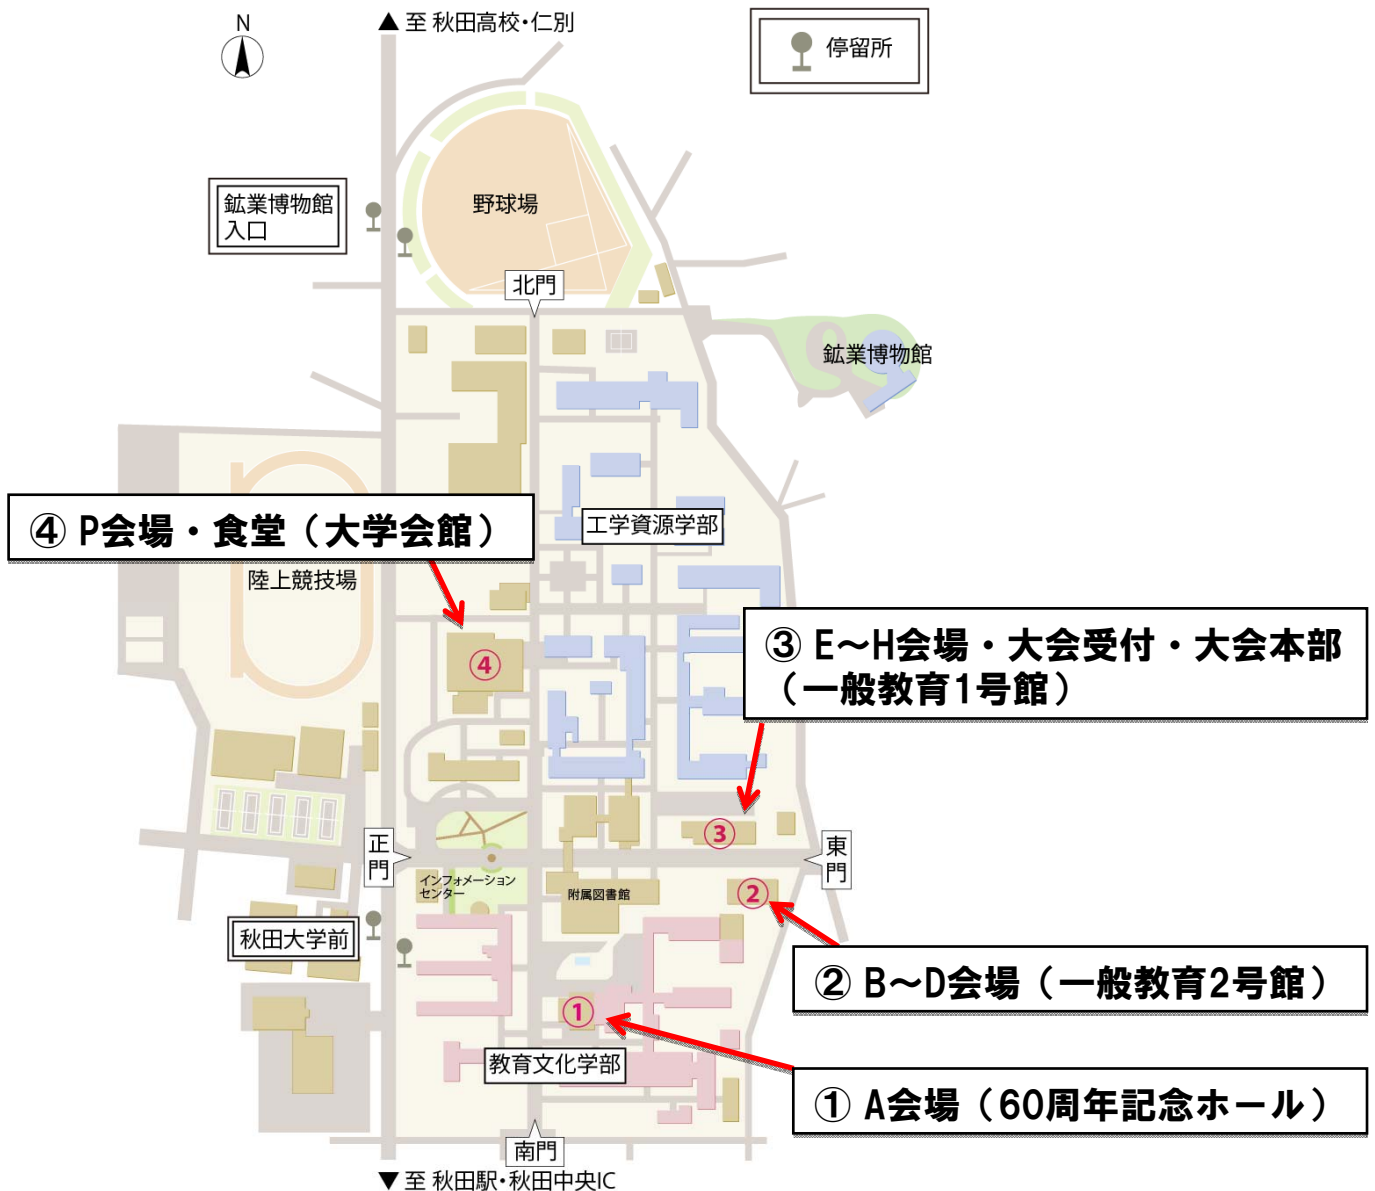 N
▲ 至 秋田高校・仁別
停留所
鉱業博物館
入口
野球場
北門
鉱業博物館
工学資源学部
④ P会場・食堂（大学会館）
陸上競技場
④
③ E～H会場・大会受付・大会本部
（一般教育1号館）
③
正門
東門
インフォメーション
センター
附属図書館
②
秋田大学前
② B～D会場（一般教育2号館）
①
教育文化学部
① A会場（60周年記念ホール）
南門
▼ 至 秋田駅・秋田中央IC